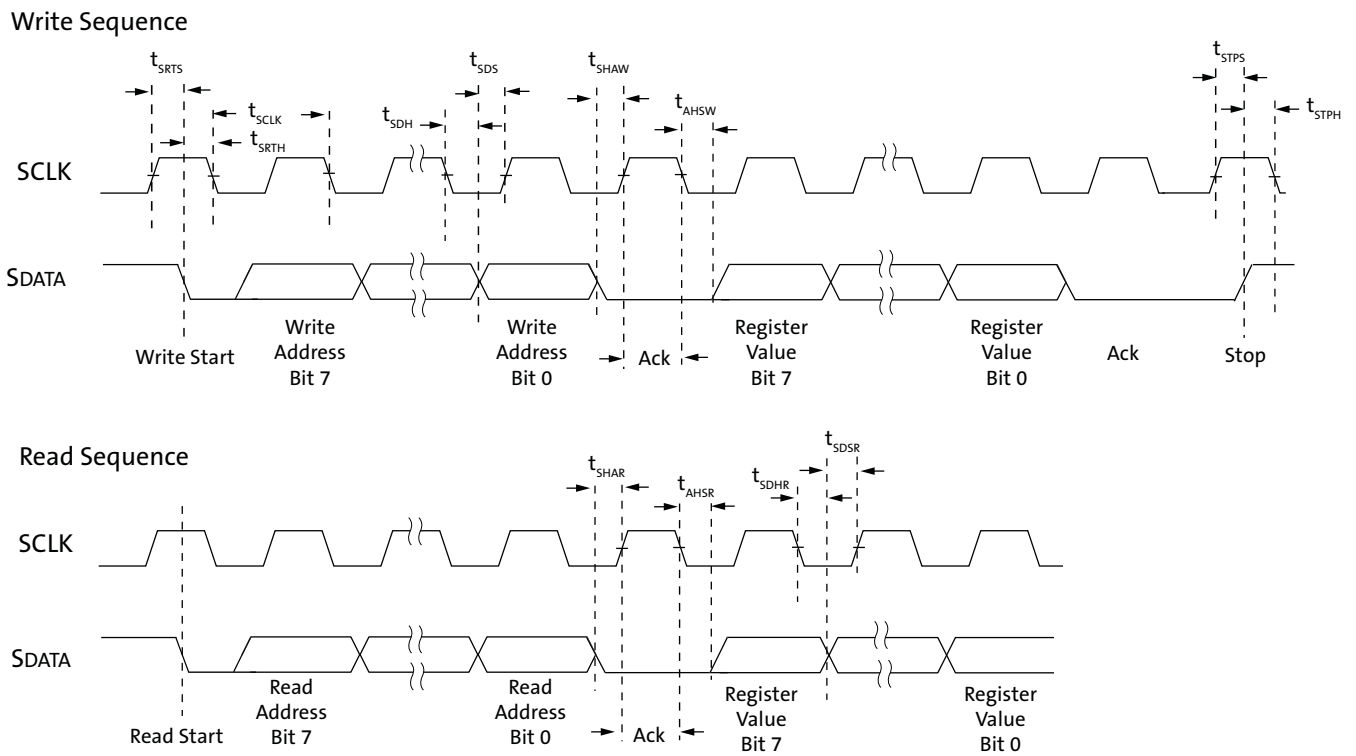 Write Sequence
tSRTS
tSCLK
tSRTH
tSDH
tSDS
tSHAW
tAHSW
tSTPS
tSTPH
SCLK
SDATA
Write Start
Write
Address
Bit 7
Write
Address
Bit 0
Ack
Register
Value
Bit 7
Register
Value
Bit 0
Ack
Stop
Read Sequence
tSHAR
tAHSR
tSDHR
tSDSR
SCLK
SDATA
Read Start
Read
Address
Bit 7
Read
Address
Bit 0
Ack
Register
Value
Bit 7
Register
Value
Bit 0